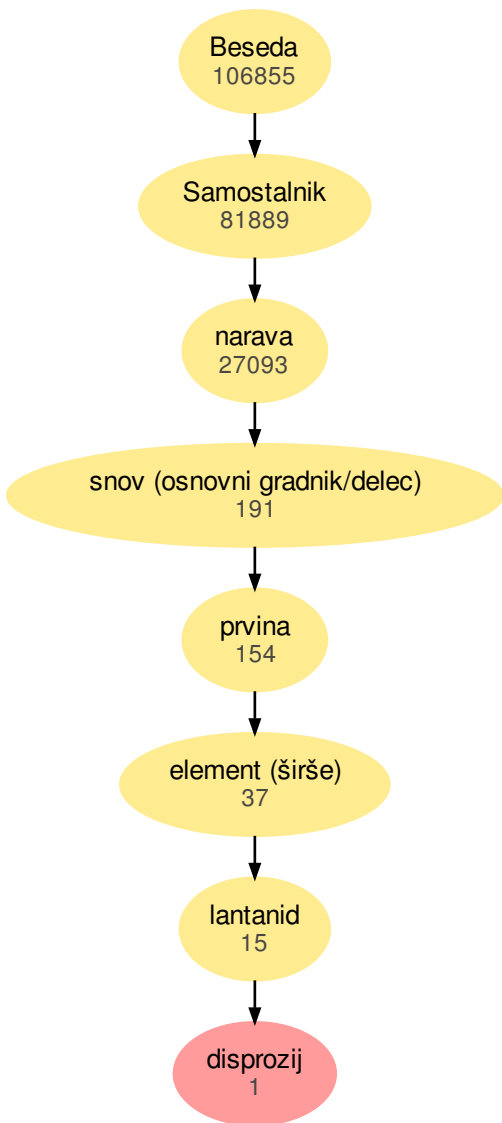 Beseda
106855
Samostalnik
81889
narava
27093
snov (osnovni gradnik/delec)
191
prvina
154
element (širše)
37
lantanid
15
disprozij
1